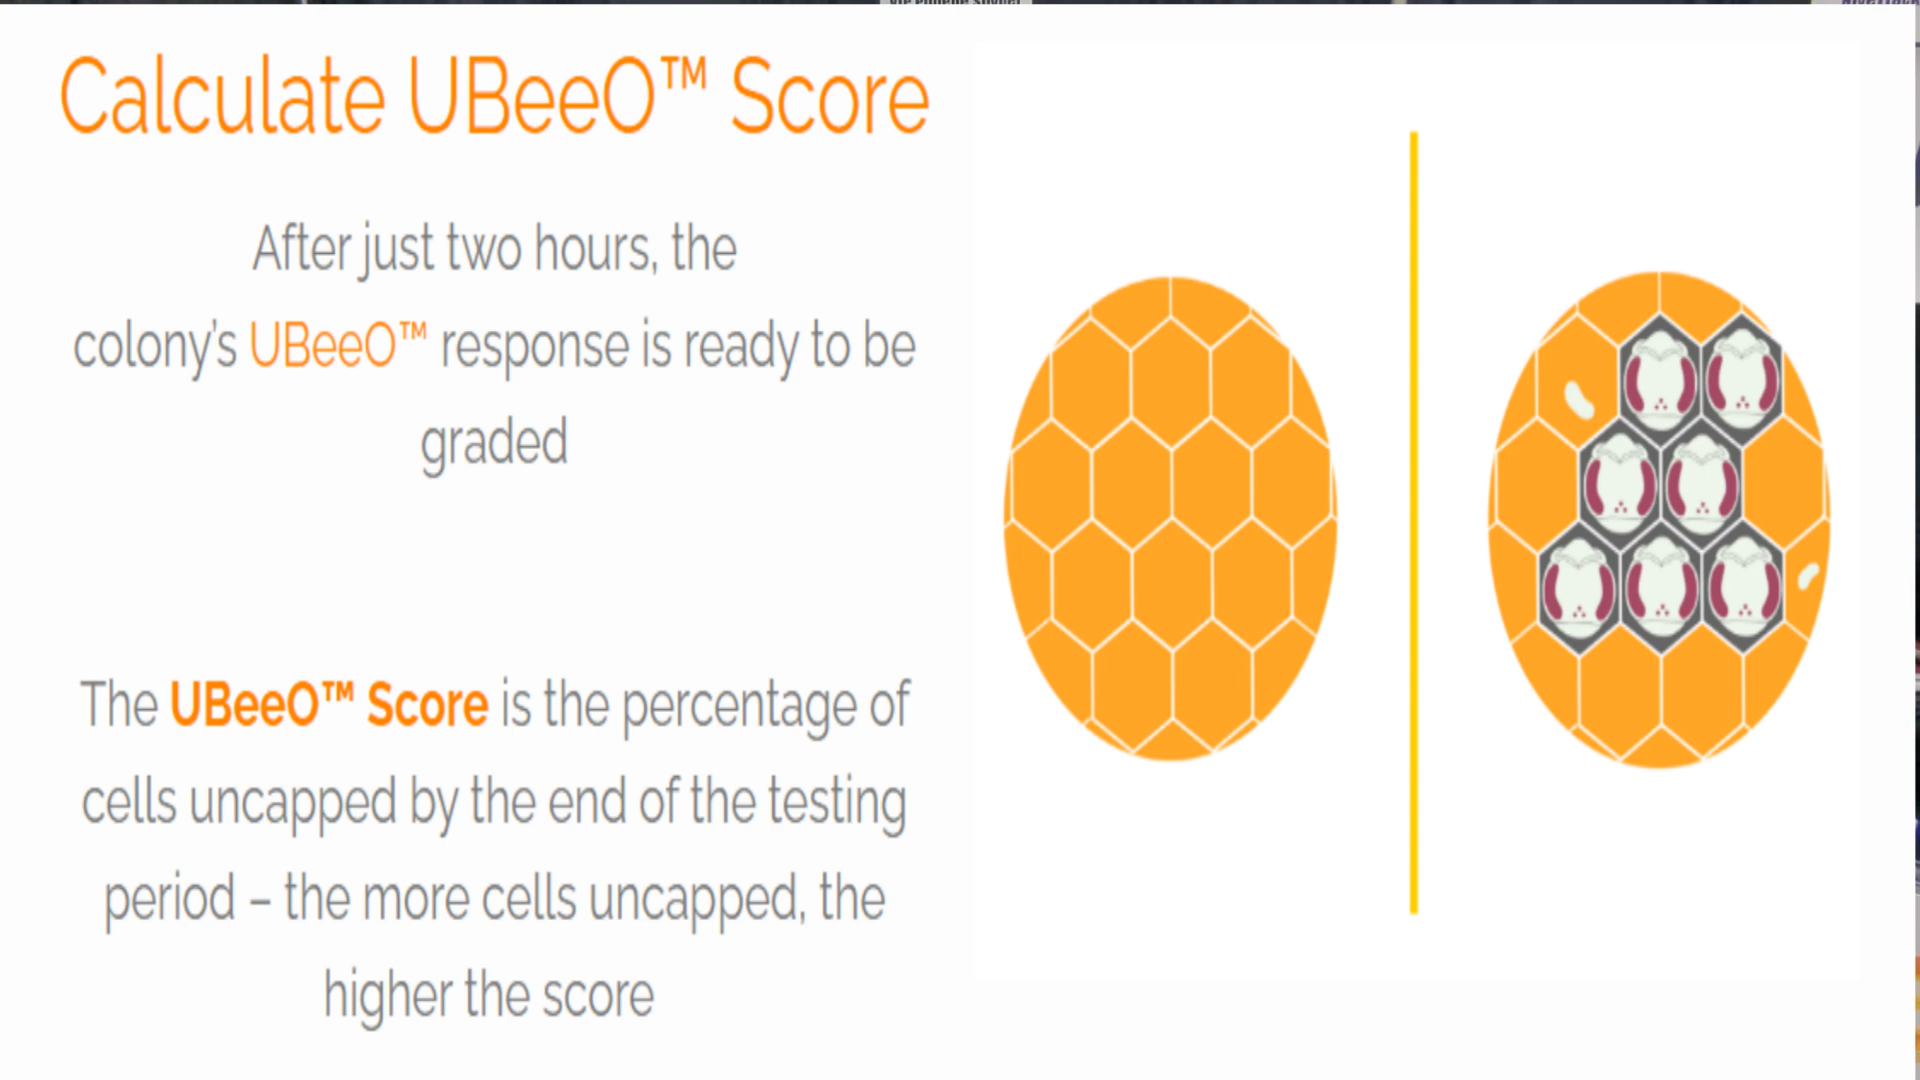 Calculate UBeeO™ Score
After just two hours, the
colony's UBeeO™ response is ready to be
graded
The UBeeO™ Score is the percentage of
cells uncapped by the end of the testing
period – the more cells uncapped, the
higher the score